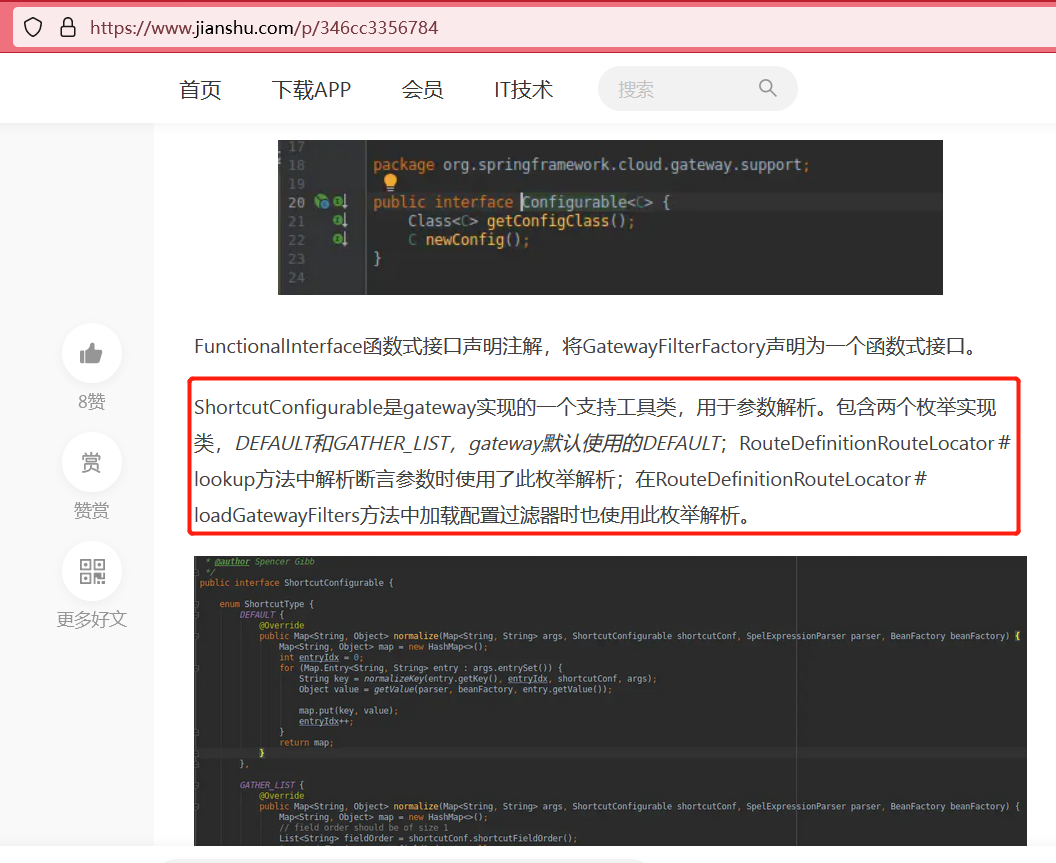 https://www.jianshu.com/p/346cc3356784
首页 下载APP 会员 IT技术 搜索
17
18 package org.springframework.cloud.gateway.support;
19
20 public interface Configurable<C> {
21 Class<C> getConfigClass();
22 C newConfig();
23 }
24
FunctionalInterface函数式接口声明注解，将GatewayFilterFactory声明为一个函数式接口。
ShortcutConfigurable是gateway实现的一个支持工具类，用于参数解析。包含两个枚举实现
类，DEFAULT和GATHER_LIST，gateway默认使用的DEFAULT；RouteDefinitionRouteLocator＃
lookup方法中解析断言参数时使用了此枚举解析；在RouteDefinitionRouteLocator＃
loadGatewayFilters方法中加载配置过滤器时也使用此枚举解析。
8赞
赏
赞赏
更多好文
* @author Spencer Gibb
*/
public interface ShortcutConfigurable {
enum ShortcutType {
DEFAULT {
@Override
public Map<String, Object> normalize(Map<String, String> args, ShortcutConfigurable shortcutConf, SpelExpressionParser parser, BeanFactory beanFactory) {
Map<String, Object> map = new HashMap<>();
int entryIdx = 0;
for (Map.Entry<String, String> entry : args.entrySet()) {
String key = normalizeKey(entry.getKey(), entryIdx, shortcutConf, args);
Object value = getValue(parser, beanFactory, entry.getValue());
map.put(key, value);
entryIdx++;
}
return map;
}
},
GATHER_LIST {
@Override
public Map<String, Object> normalize(Map<String, String> args, ShortcutConfigurable shortcutConf, SpelExpressionParser parser, BeanFactory beanFactory) {
Map<String, Object> map = new HashMap<>();
// field order should be of size 1
List<String> fieldOrder = shortcutConf.shortcutFieldOrder();